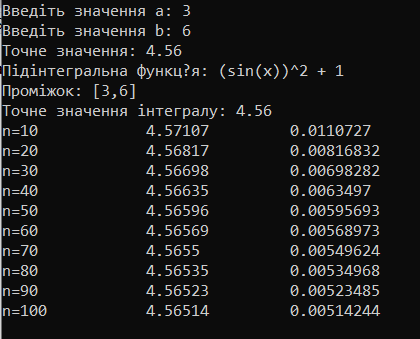 Введіть значення a: 3
Введіть значення b: 6
Точне значення: 4.56
Підінтегральна функц?я: (sin(x))^2 + 1
Проміжок: [3,6]
Точне значення інтегралу: 4.56
n=10 4.57107 0.0110727
n=20 4.56817 0.00816832
n=30 4.56698 0.00698282
n=40 4.56635 0.0063497
n=50 4.56596 0.00595693
n=60 4.56569 0.00568973
n=70 4.5655 0.00549624
n=80 4.56535 0.00534968
n=90 4.56523 0.00523485
n=100 4.56514 0.00514244